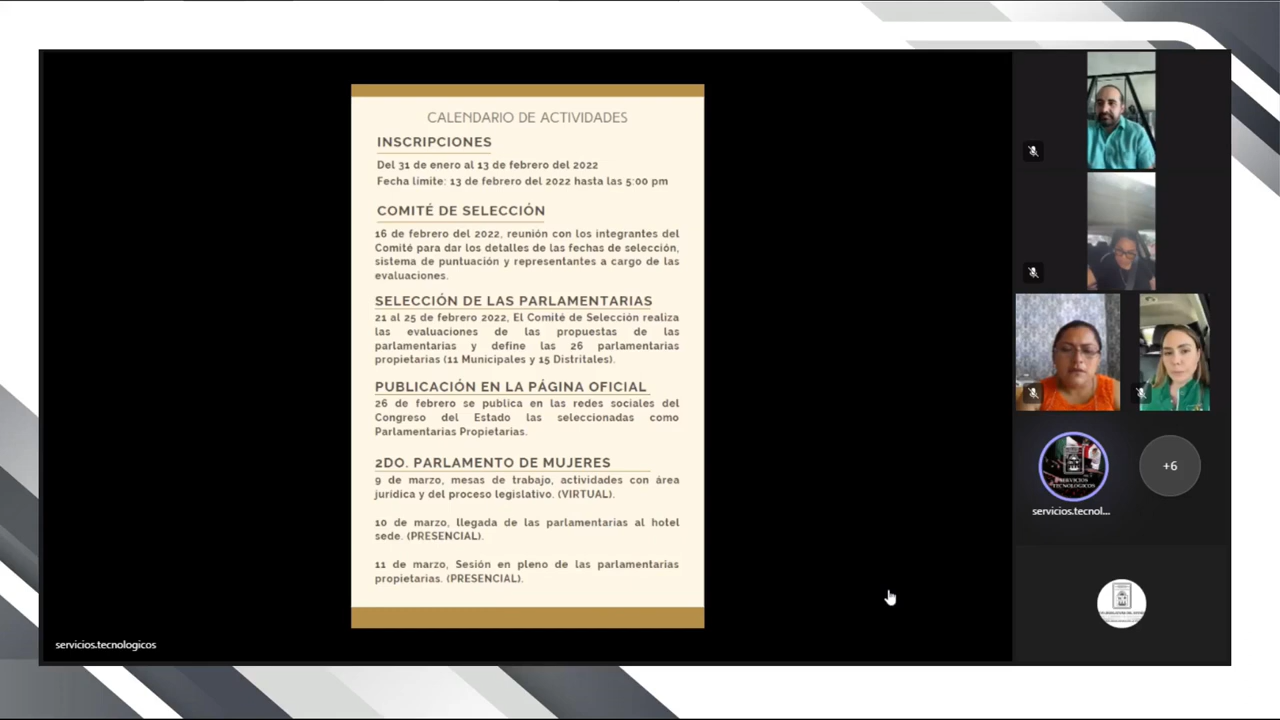 CALENDARIO DE ACTIVIDADES
INSCRIPCIONES
Del 31 de enero al 13 de febrero del 2022
Fecha límite: 13 de febrero del 2022 hasta las 5:00 pm
COMITÉ DE SELECCIÓN
16 de febrero del 2022, reunión con los integrantes del
Comité para dar los detalles de las fechas de selección,
sistema de puntuación y representantes a cargo de las
evaluaciones.
SELECCIÓN DE LAS PARLAMENTARIAS
21 al 25 de febrero 2022, El Comité de Selección realiza
las evaluaciones de las propuestas de las
parlamentarias y define las 26 parlamentarias
propietarias (11 Municipales y 15 Distritales).
PUBLICACIÓN EN LA PÁGINA OFICIAL
26 de febrero se publica en las redes sociales del
Congreso del Estado las seleccionadas como
Parlamentarias Propietarias.
2DO. PARLAMENTO DE MUJERES
9 de marzo, mesas de trabajo, actividades con área
jurídica y del proceso legislativo. (VIRTUAL).
10 de marzo, llegada de las parlamentarias al hotel
sede. (PRESENCIAL).
11 de marzo, Sesión en pleno de las parlamentarias
propietarias. (PRESENCIAL).
servicios.tecnologicos
SERVICIOS
TECNOLOGICOS
+6
servicios.tecnol...